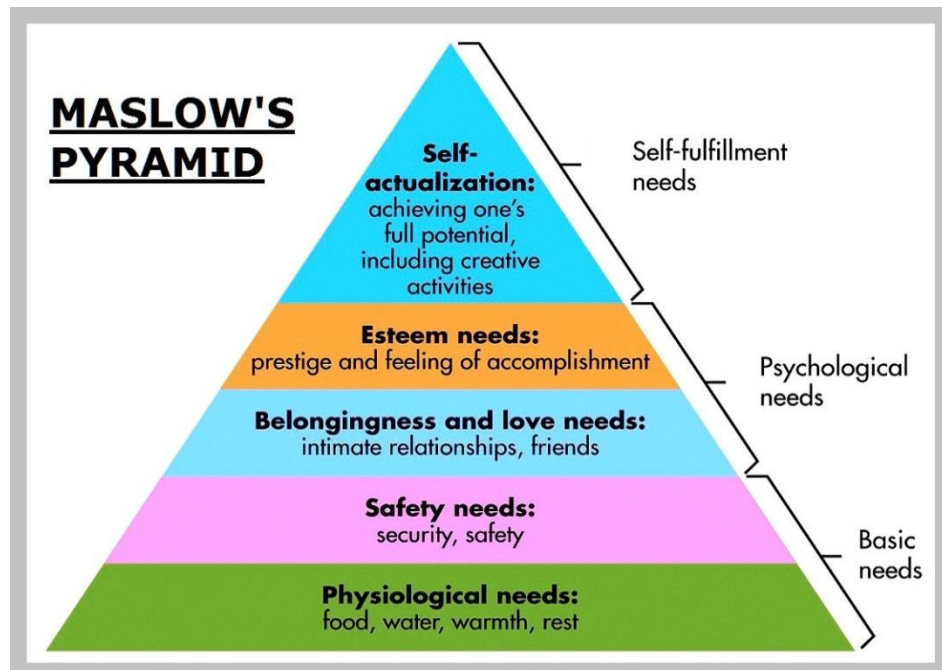 MASLOW'S
PYRAMID
Self-
actualization:
achieving one's
full potential,
including creative
activities
Self-fulfillment
needs
Esteem needs:
prestige and feeling of accomplishment
Psychological
needs
Belongingness and love needs:
intimate relationships, friends
Safety needs:
security, safety
Basic
needs
Physiological needs:
food, water, warmth, rest